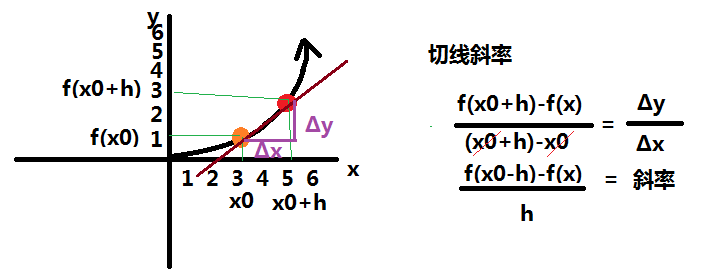 y
6
5
4
3
2
1
f(x0+h)
f(x0)
Δy
Δx
1 2 3 4 5 6 x
x0 x0+h
切线斜率
f(x0+h)-f(x)
(x0+h)-x0
= Δy
Δx
f(x0-h)-f(x)
h
= 斜率